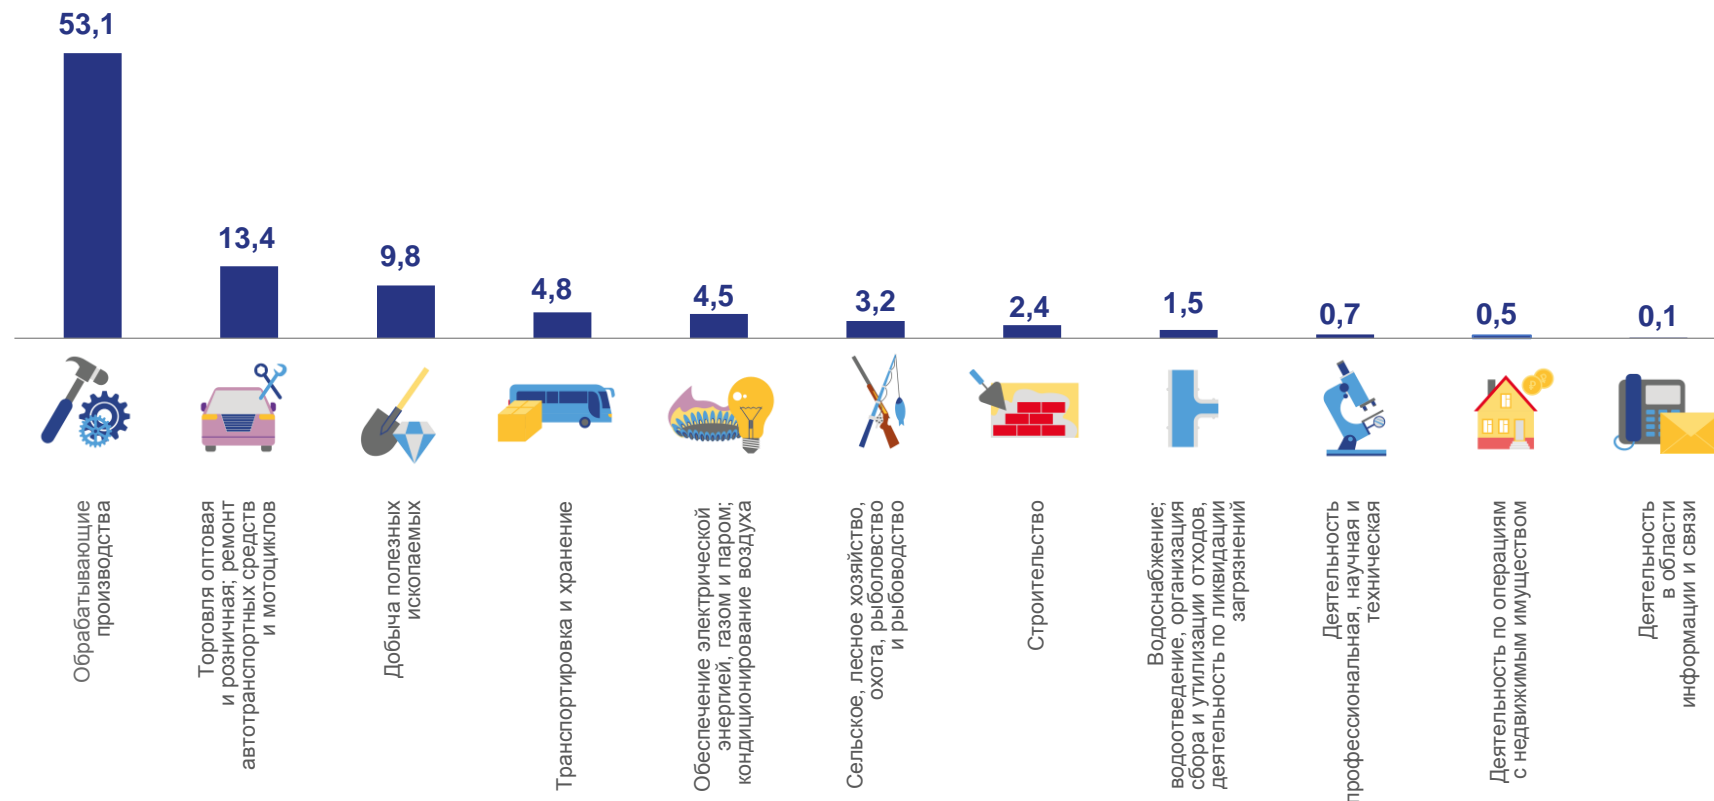 53,1
13,4
9,8
4,8
4,5
3,2
2,4
1,5
0,7
0,5
0,1
Обрабатывающие
производства
Торговля оптовая
и розничная; ремонт
автотранспортных средств
и мотоциклов
Добыча полезных
ископаемых
Транспортировка и хранение
Обеспечение электрической
энергией, газом и паром;
кондиционирование воздуха
Сельское, лесное хозяйство,
охота, рыболовство
и рыбоводство
Строительство
Водоснабжение;
водоотведение, организация
сбора и утилизации отходов,
деятельность по ликвидации
загрязнений
Деятельность
профессиональная, научная и
техническая
Деятельность по операциям
с недвижимым имуществом
Деятельность
в области
информации и связи